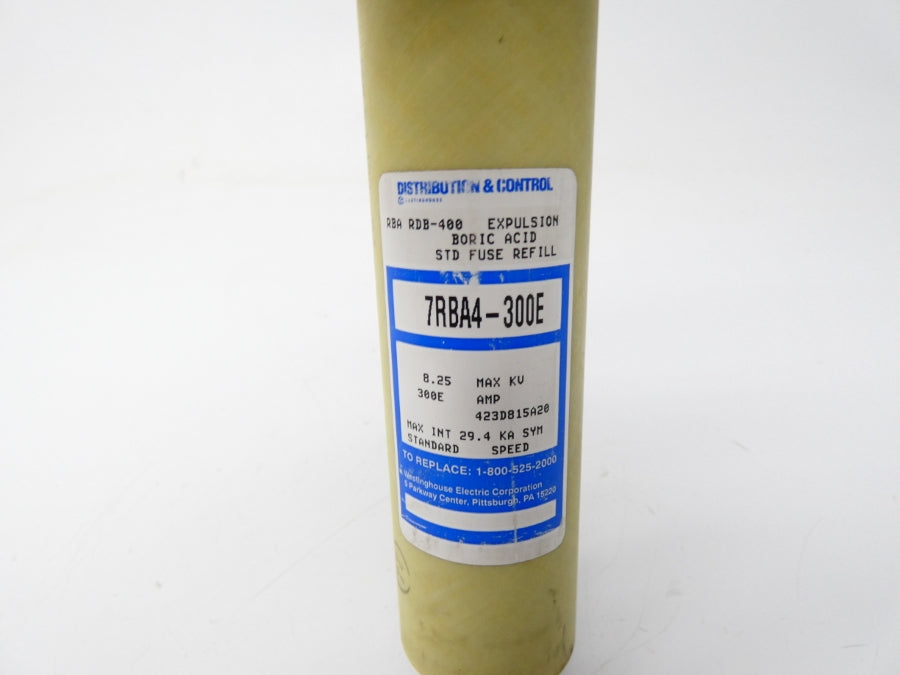 DISTRIBUTION & CONTROL
WESTINGHOUSE
RBA RDB-400 EXPULSION
BORIC ACID
STD FUSE REFILL
7RBA4-300E
8.25 MAX KV
300E AMP
423D815A20
MAX INT 29.4 KA SYM
STANDARD SPEED
TO REPLACE: 1-800-525-2000
Westinghouse Electric Corporation
5 Parkway Center, Pittsburgh, PA 15220